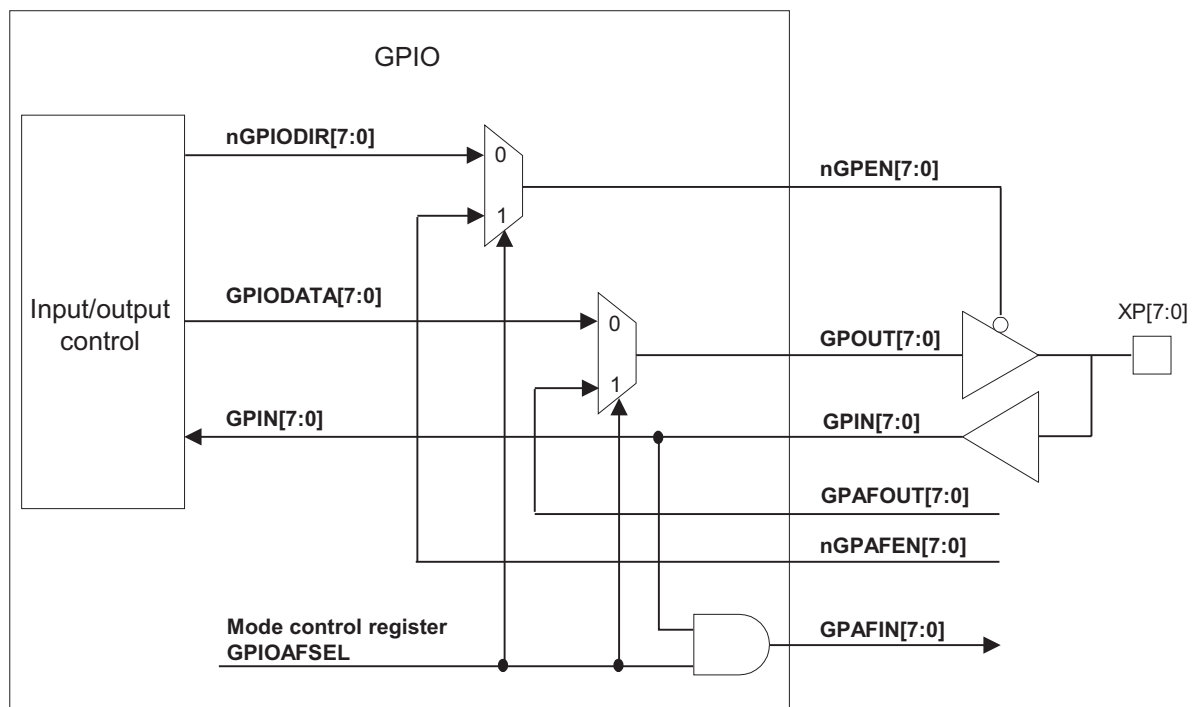 GPIO
nGPIODIR[7:0]
0
nGPEN[7:0]
1
GPIODATA[7:0]
Input/output
control
0
GPOUT[7:0]
XP[7:0]
1
GPIN[7:0]
GPIN[7:0]
GPAFOUT[7:0]
nGPAFEN[7:0]
Mode control register
GPIOAFSEL
GPAFIN[7:0]